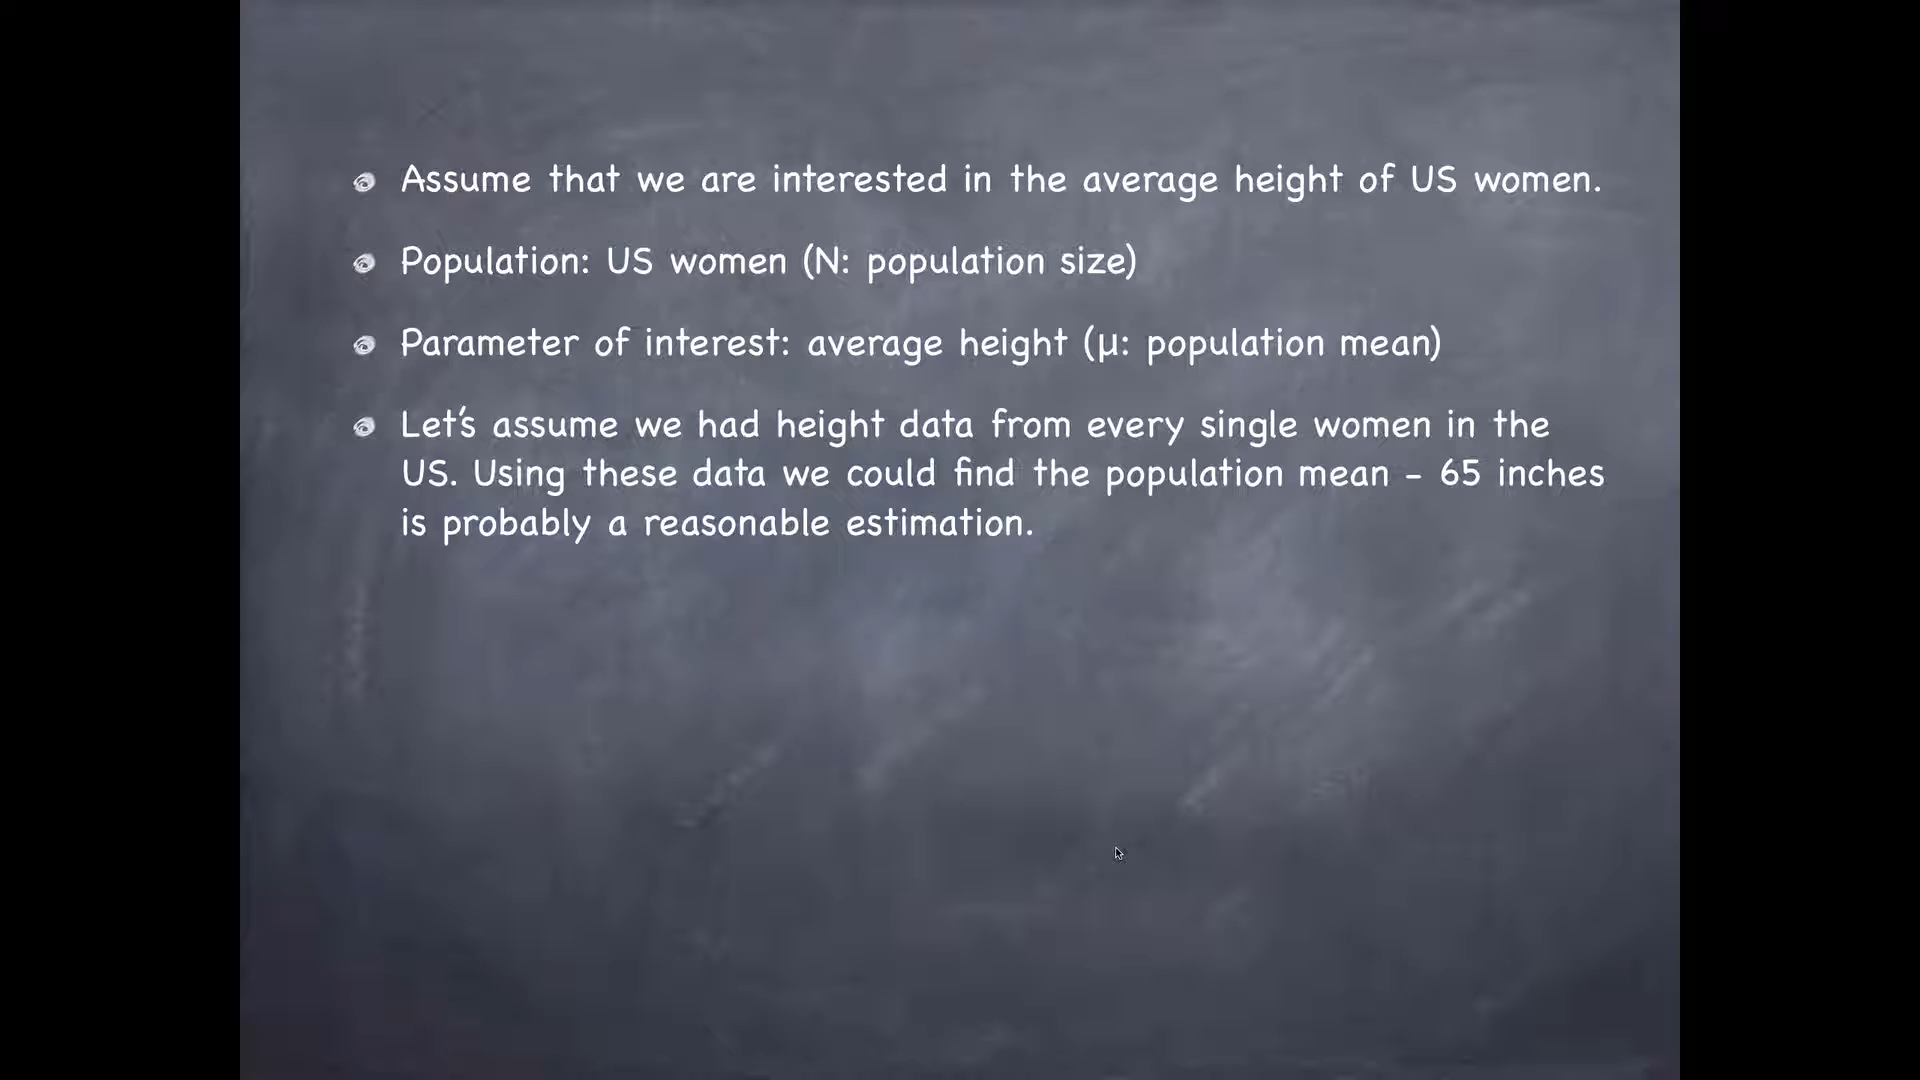 Assume that we are interested in the average height of US women.
Population: US women (N: population size)
Parameter of interest: average height (μ: population mean)
Let's assume we had height data from every single women in the
US. Using these data we could find the population mean - 65 inches
is probably a reasonable estimation.